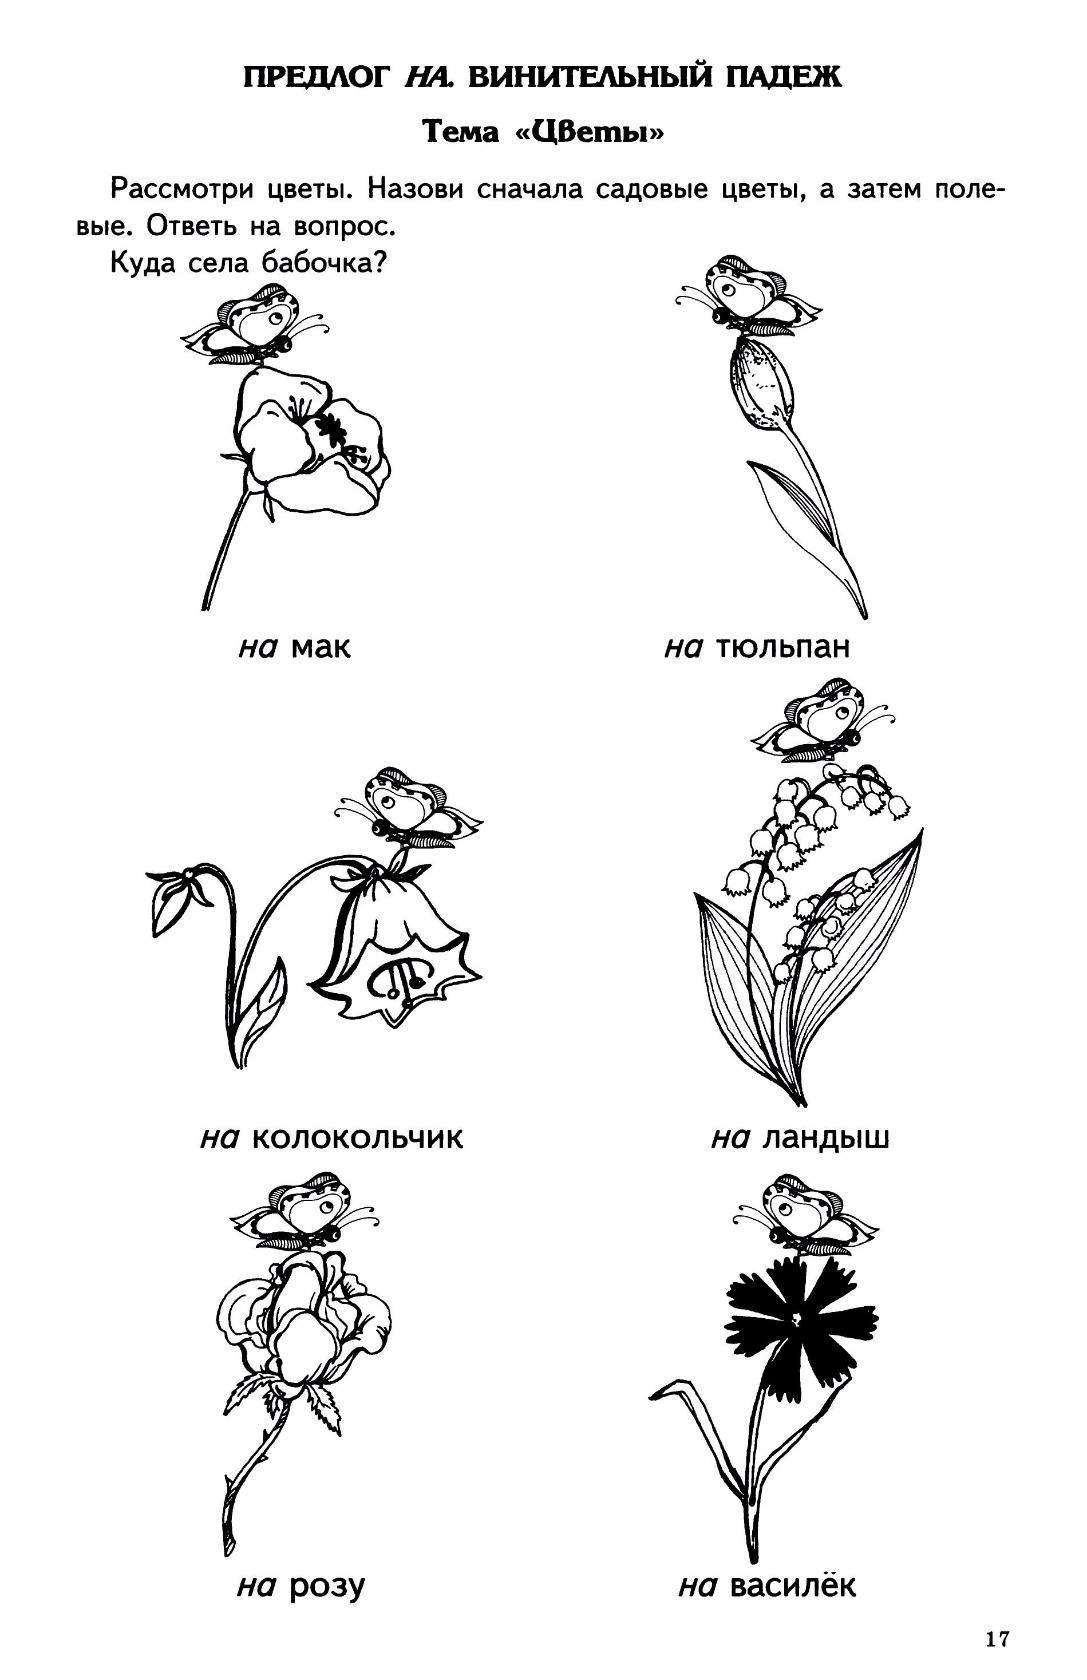 ПРЕДЛОГ НА. ВИНИТЕЛЬНЫЙ ПАДЕЖ
Тема «Цветы»
Рассмотри цветы. Назови сначала садовые цветы, а затем поле-
вые. Ответь на вопрос.
Куда села бабочка?
на мак
на тюльпан
на колокольчик
на ландыш
на розу
на василёк
17